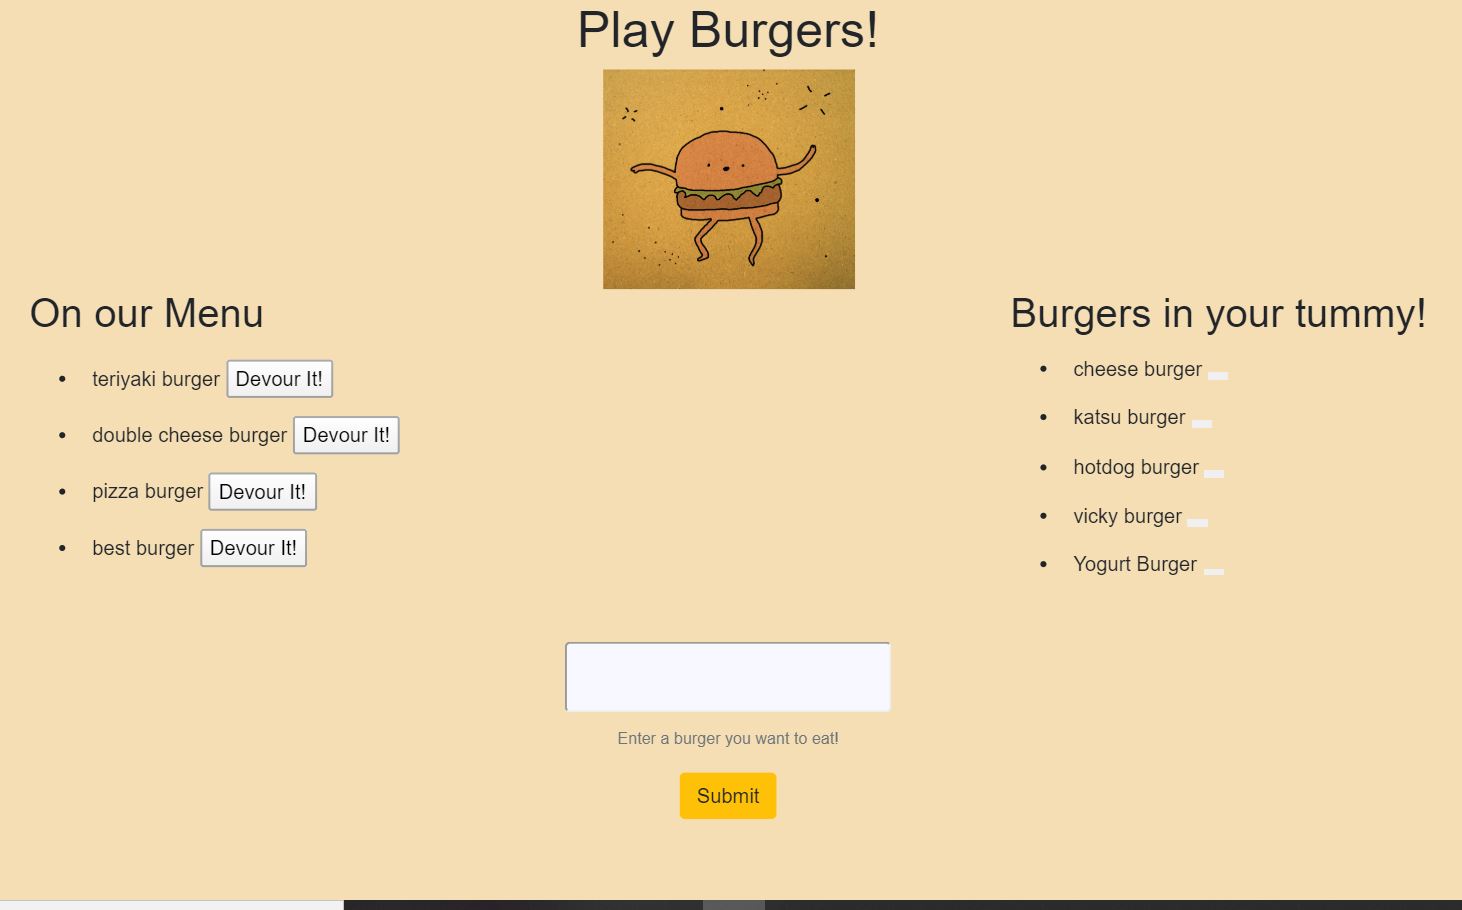 Play Burgers!
On our Menu
teriyaki burger Devour It!
double cheese burger Devour It!
pizza burger Devour It!
best burger Devour It!
Burgers in your tummy!
cheese burger
katsu burger
hotdog burger
vicky burger
Yogurt Burger
Enter a burger you want to eat!
Submit